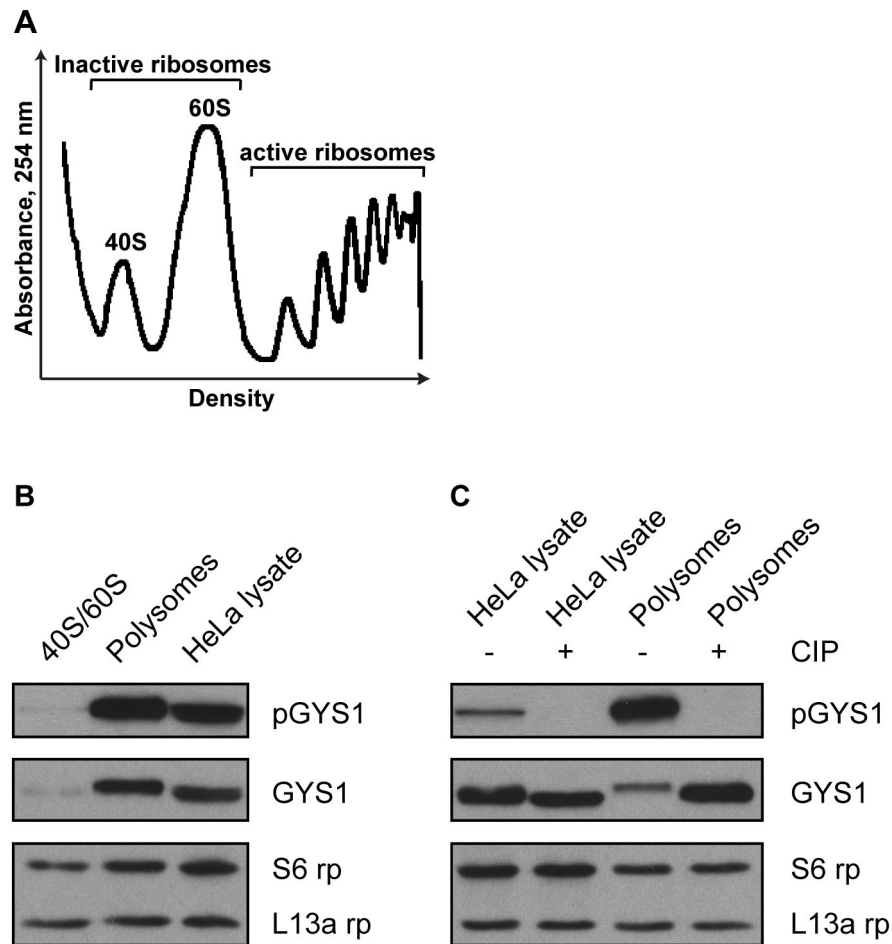 A
Inactive ribosomes
60S
active ribosomes
40S
Absorbance, 254 nm
Density
B
40S/60S
Polysomes
HeLa lysate
pGYS1
GYS1
S6 rp
L13a rp
C
HeLa lysate
HeLa lysate
Polysomes
Polysomes
- + - + CIP
pGYS1
GYS1
S6 rp
L13a rp